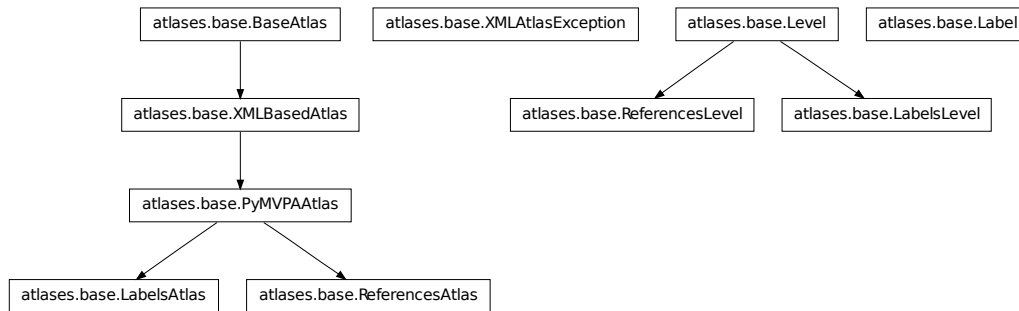 atlases.base.BaseAtlas
atlases.base.XMLAtlasException
atlases.base.Level
atlases.base.Label
atlases.base.XMLBasedAtlas
atlases.base.ReferencesLevel
atlases.base.LabelsLevel
atlases.base.PyMVPAAtlas
atlases.base.LabelsAtlas
atlases.base.ReferencesAtlas